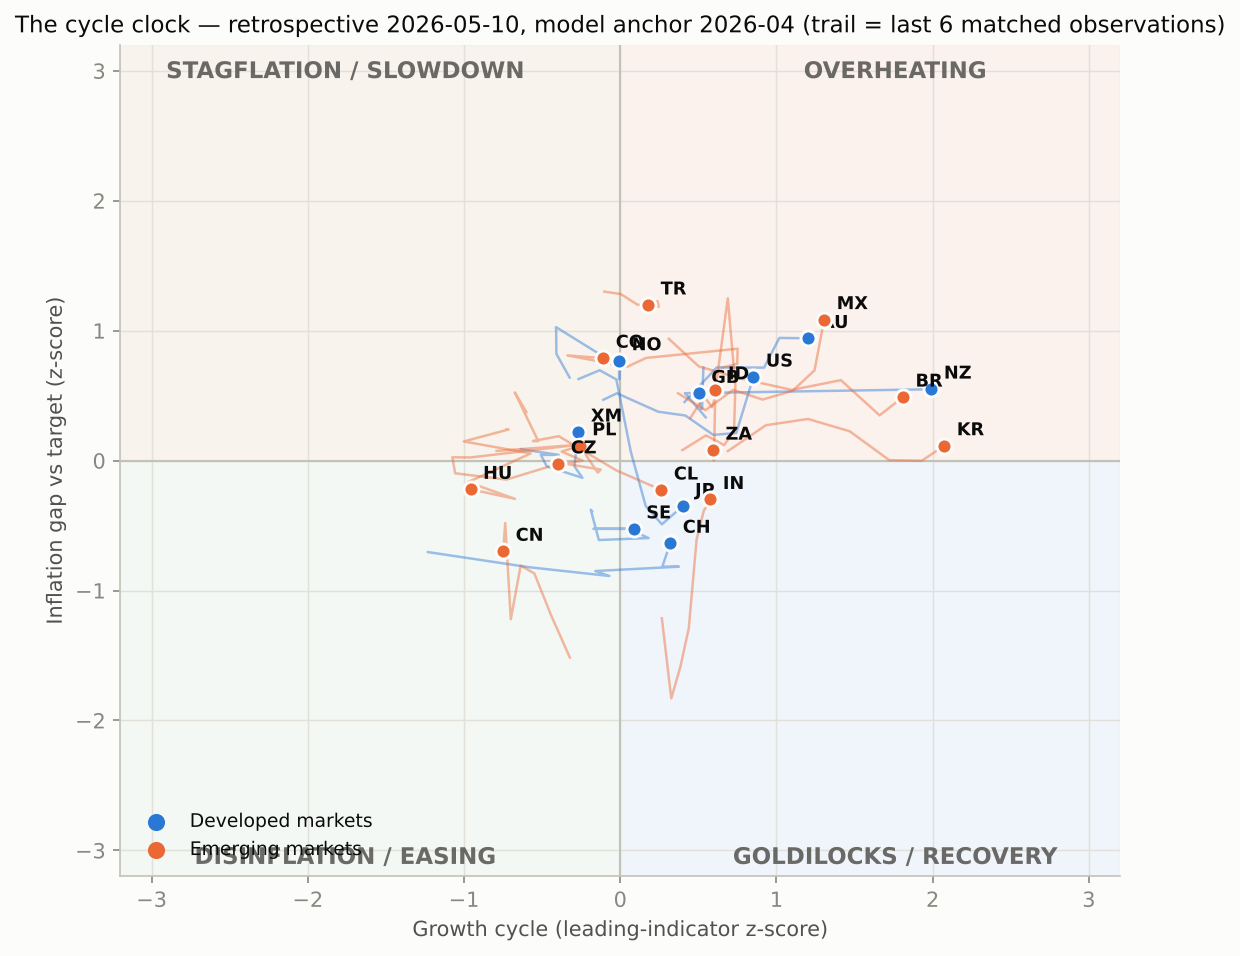 The cycle clock — retrospective 2026-05-10, model anchor 2026-04 (trail = last 6 matched observations)
STAGFLATION / SLOWDOWN
OVERHEATING
3
2
1
0
−1
−2
−3
Inflation gap vs target (z-score)
TR
MX
AU
CO
NO
US
NZ
GB
ID
BR
XM
PL
ZA
KR
CZ
HU
CL
JP
IN
SE
CH
CN
Developed markets
Emerging markets
DISINFLATION / EASING
GOLDILOCKS / RECOVERY
−3
−2
−1
0
1
2
3
Growth cycle (leading-indicator z-score)